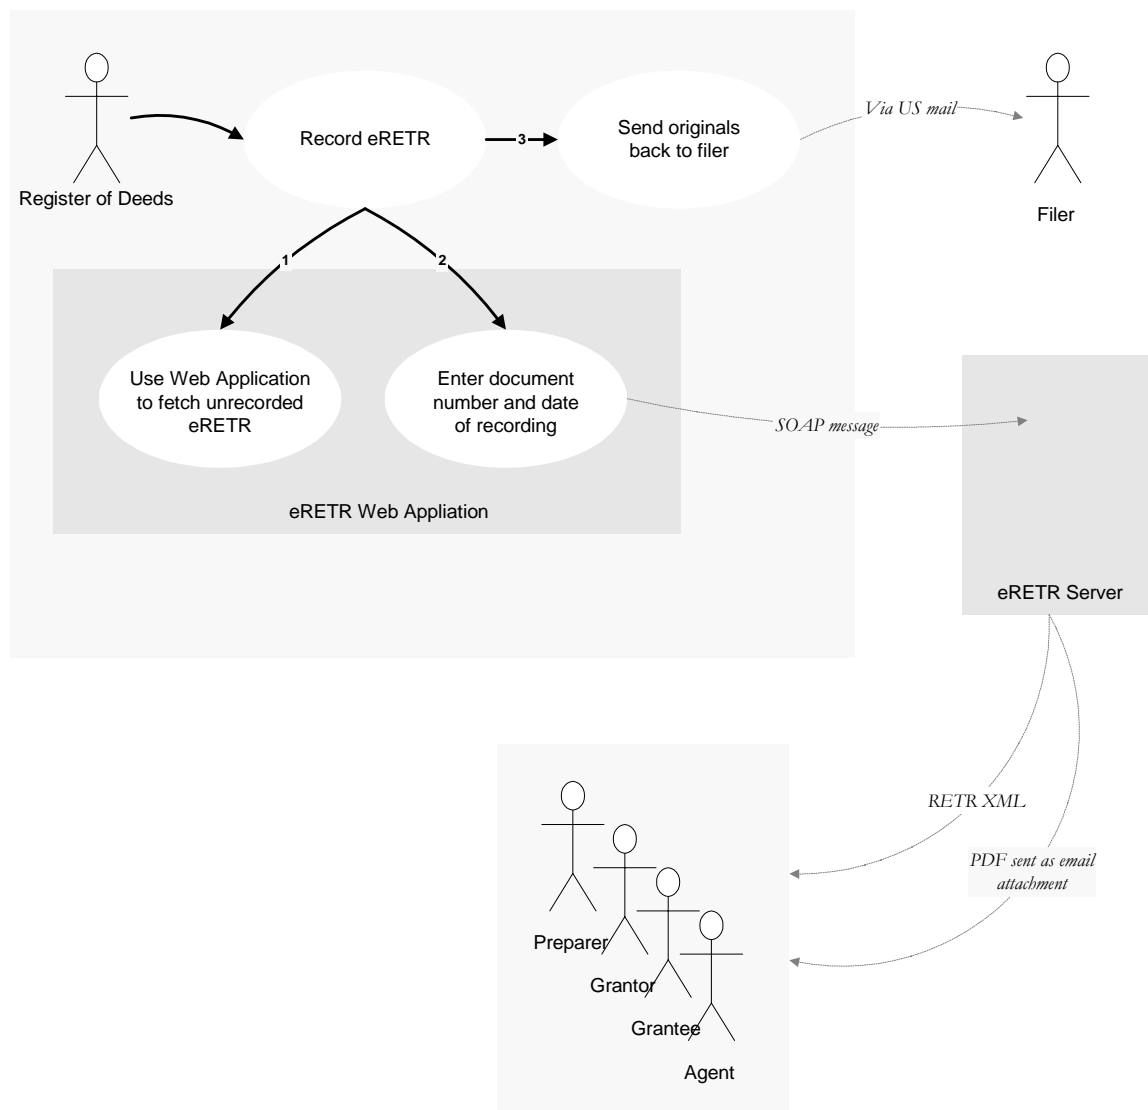 Via US mail
Record eRETR
3
Send originals
back to filer
Register of Deeds
Filer
1
2
Use Web Application
to fetch unrecorded
eRETR
Enter document
number and date
of recording
SOAP message
eRETR Web Appliation
eRETR Server
RETR XML
PDF sent as email
attachment
Preparer
Grantor
Grantee
Agent